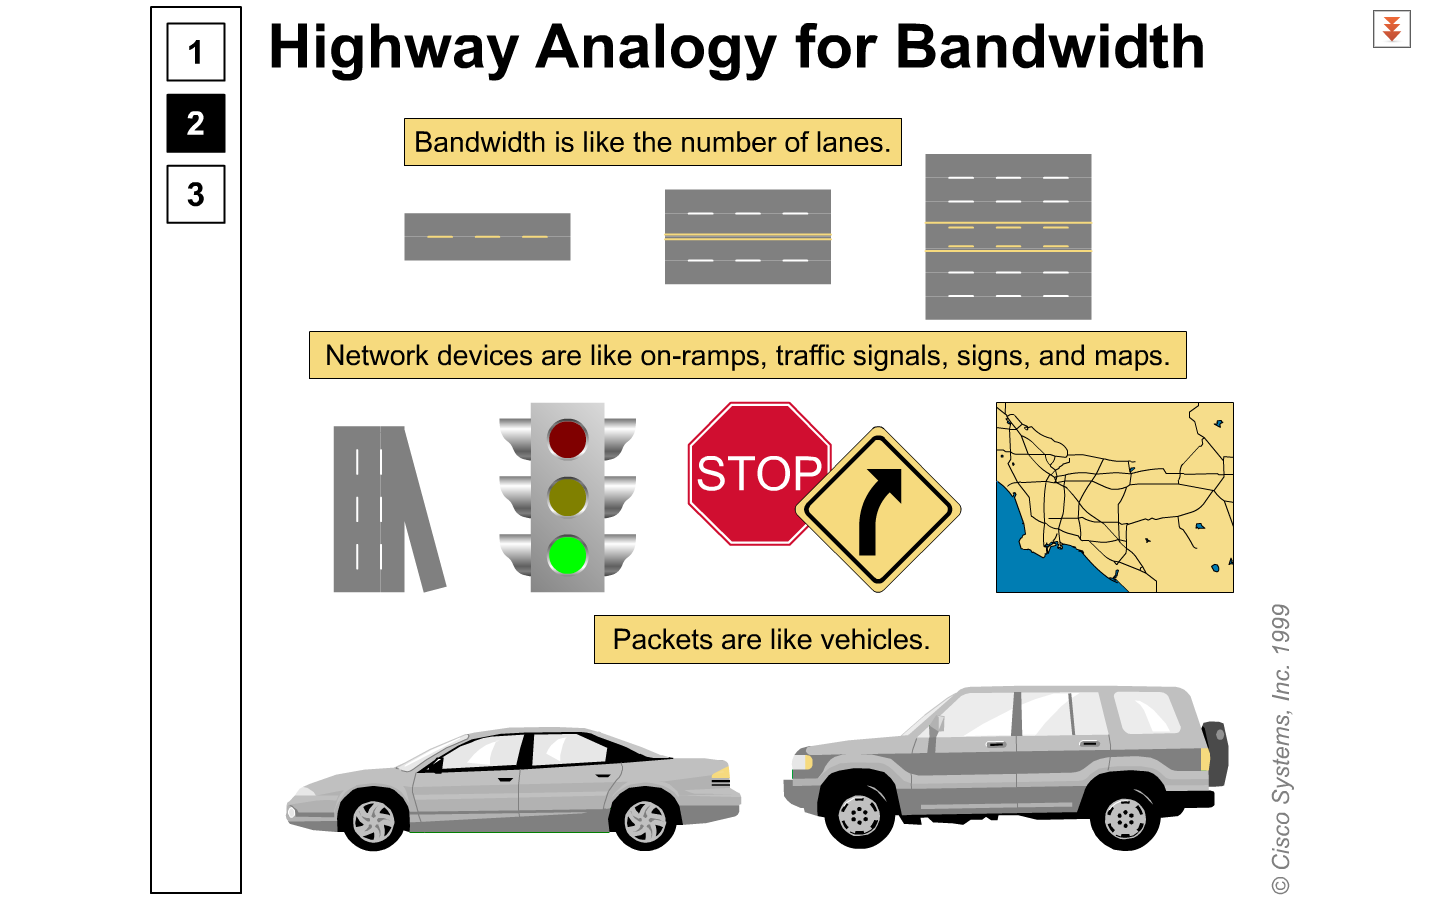 1
2
3
Highway Analogy for Bandwidth
Bandwidth is like the number of lanes.
Network devices are like on-ramps, traffic signals, signs, and maps.
STOP
Packets are like vehicles.
© Cisco Systems, Inc. 1999